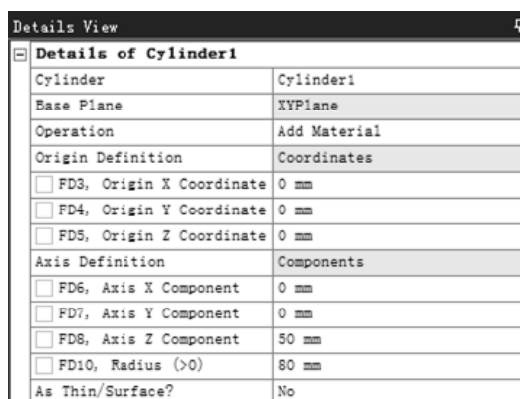 Details View
Details of Cylinder1
Cylinder Cylinder1
Base Plane XYPlane
Operation Add Material
Origin Definition Coordinates
FD3, Origin X Coordinate 0 mm
FD4, Origin Y Coordinate 0 mm
FD5, Origin Z Coordinate 0 mm
Axis Definition Components
FD6, Axis X Component 0 mm
FD7, Axis Y Component 0 mm
FD8, Axis Z Component 50 mm
FD10, Radius (>0) 80 mm
As Thin/Surface? No